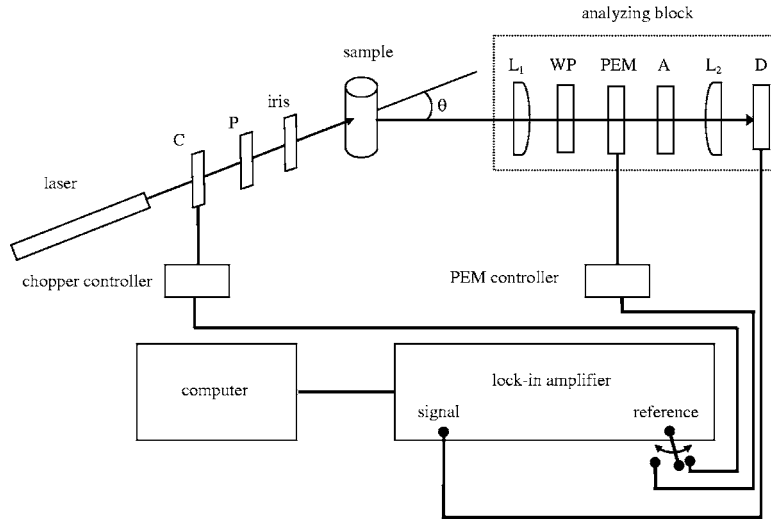 analyzing block
sample
L₁ WP PEM A L₂ D
iris
P
C
θ
laser
chopper controller
PEM controller
computer
lock-in amplifier
signal
reference